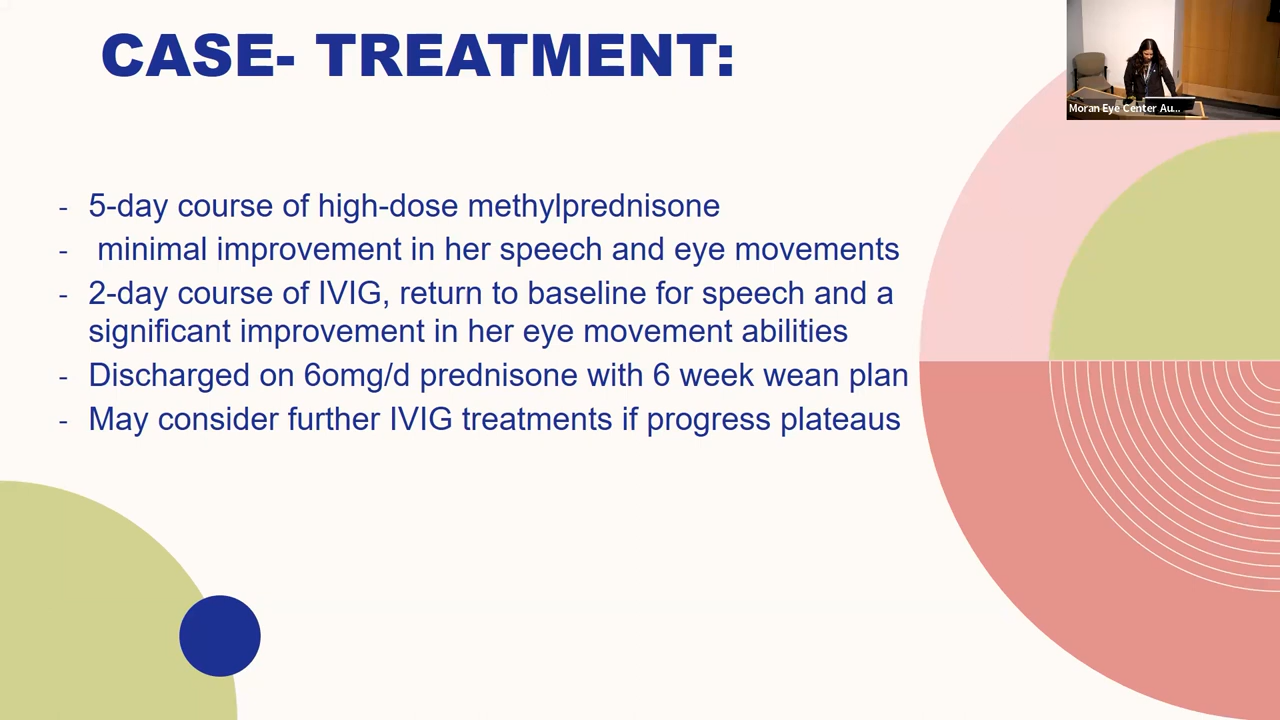 CASE- TREATMENT:
Moran Eye Center Au...
- 5-day course of high-dose methylprednisone
- minimal improvement in her speech and eye movements
- 2-day course of IVIG, return to baseline for speech and a
significant improvement in her eye movement abilities
- Discharged on 6omg/d prednisone with 6 week wean plan
- May consider further IVIG treatments if progress plateaus